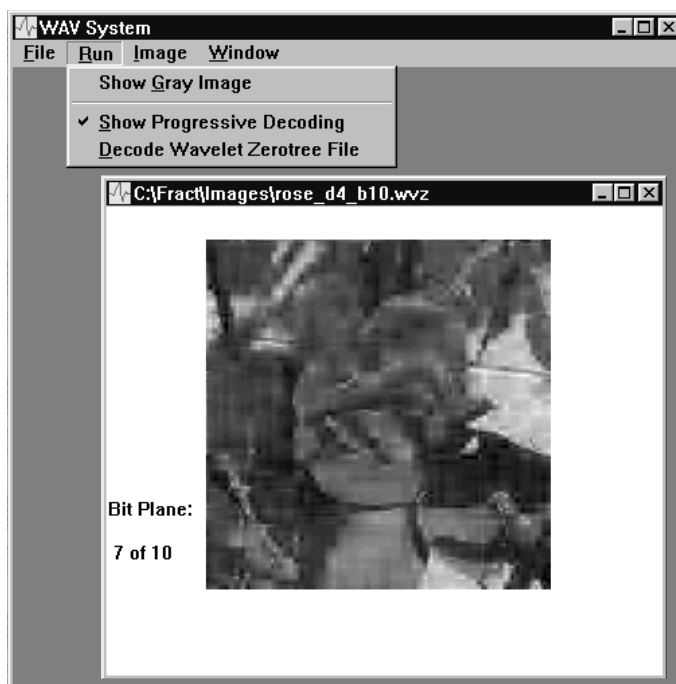 WAV System
File Run Image Window
Show Gray Image
Show Progressive Decoding
Decode Wavelet Zerotree File
C:\Fract\Images\rose_d4_b10.wvz
Bit Plane:
7 of 10